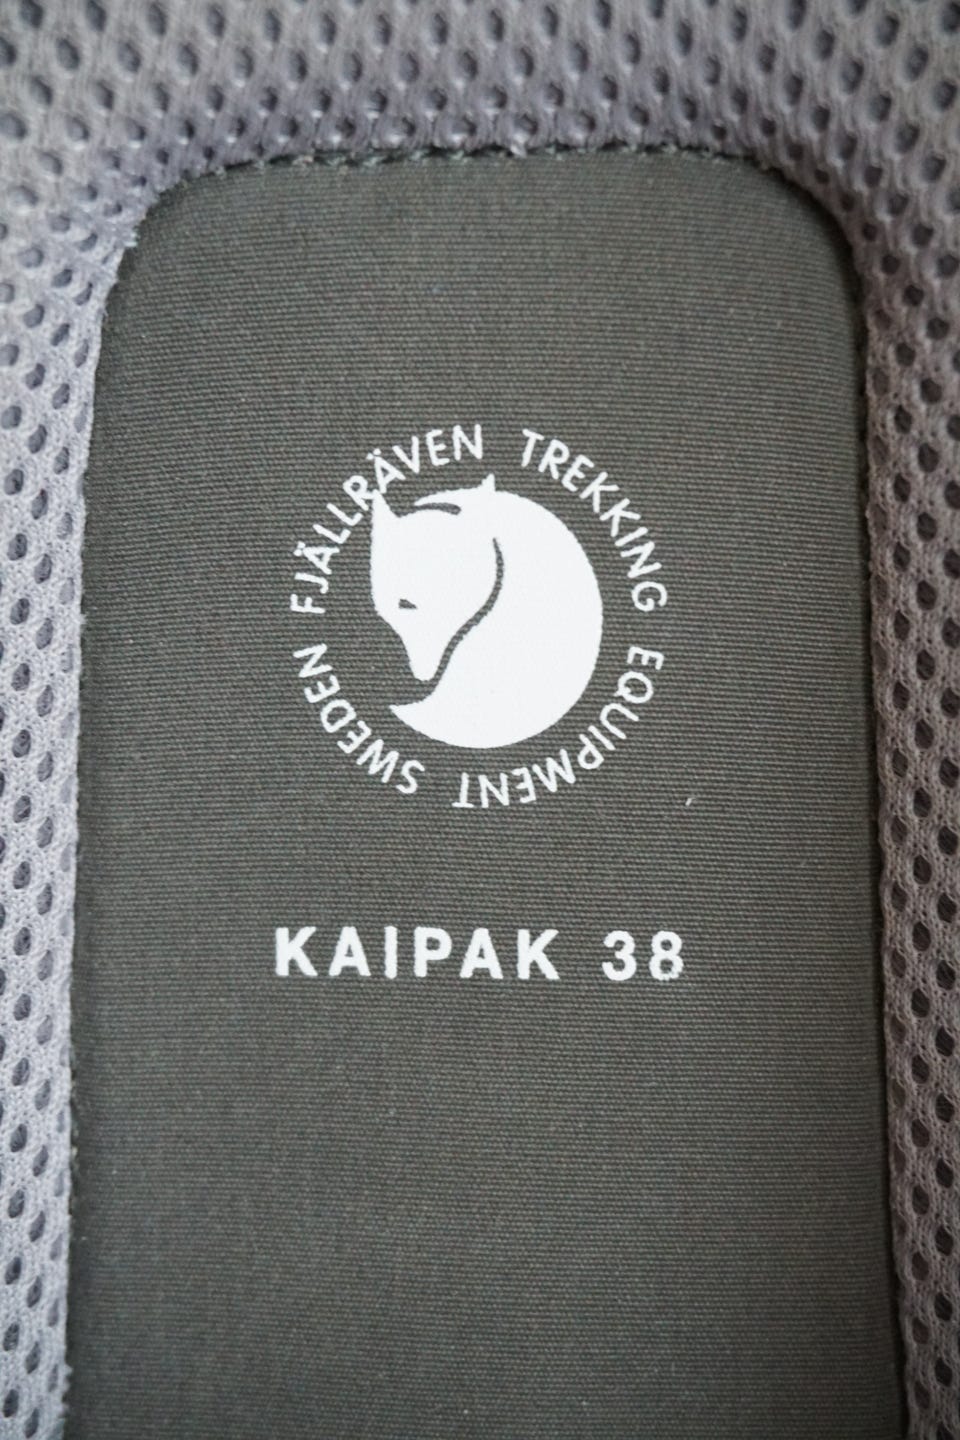 FJÄLLRÄVEN TREKKING EQUIPMENT SWEDEN
KAIPAK 38